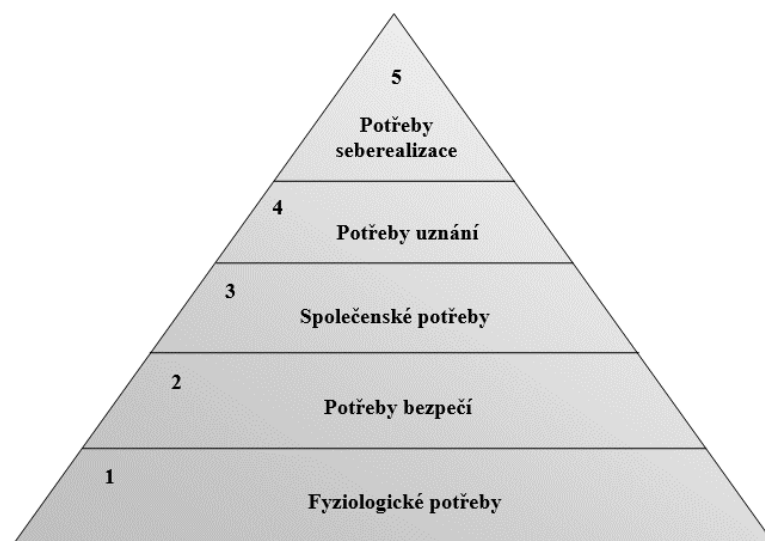 5
Potřeby
seberealizace
4
Potřeby uznání
3
Společenské potřeby
2
Potřeby bezpečí
1
Fyziologické potřeby